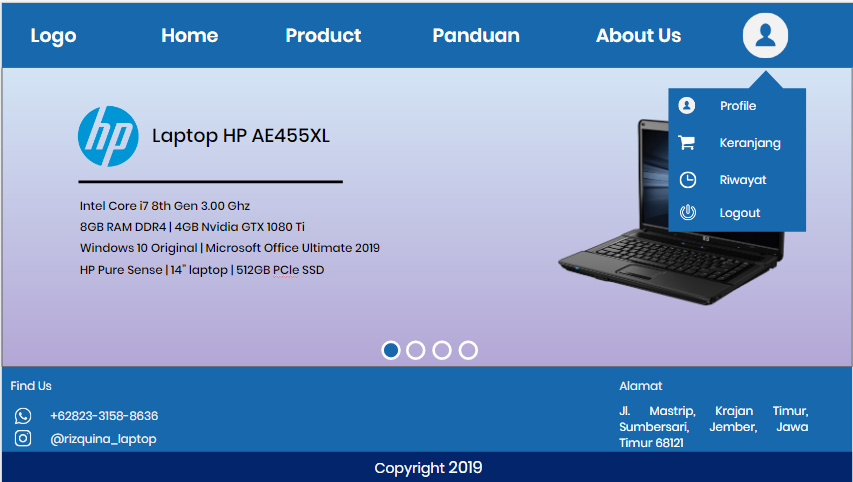 Logo Home Product Panduan About Us
Profile
Keranjang
Riwayat
Logout
hp
Laptop HP AE455XL
Intel Core i7 8th Gen 3.00 Ghz
8GB RAM DDR4 | 4GB Nvidia GTX 1080 Ti
Windows 10 Original | Microsoft Office Ultimate 2019
HP Pure Sense | 14" laptop | 512GB PCIe SSD
Find Us
+62823-3158-8636
@rizquina_laptop
Alamat
Jl. Mastrip, Krajan Timur,
Sumbersari, Jember, Jawa
Timur 68121
Copyright 2019